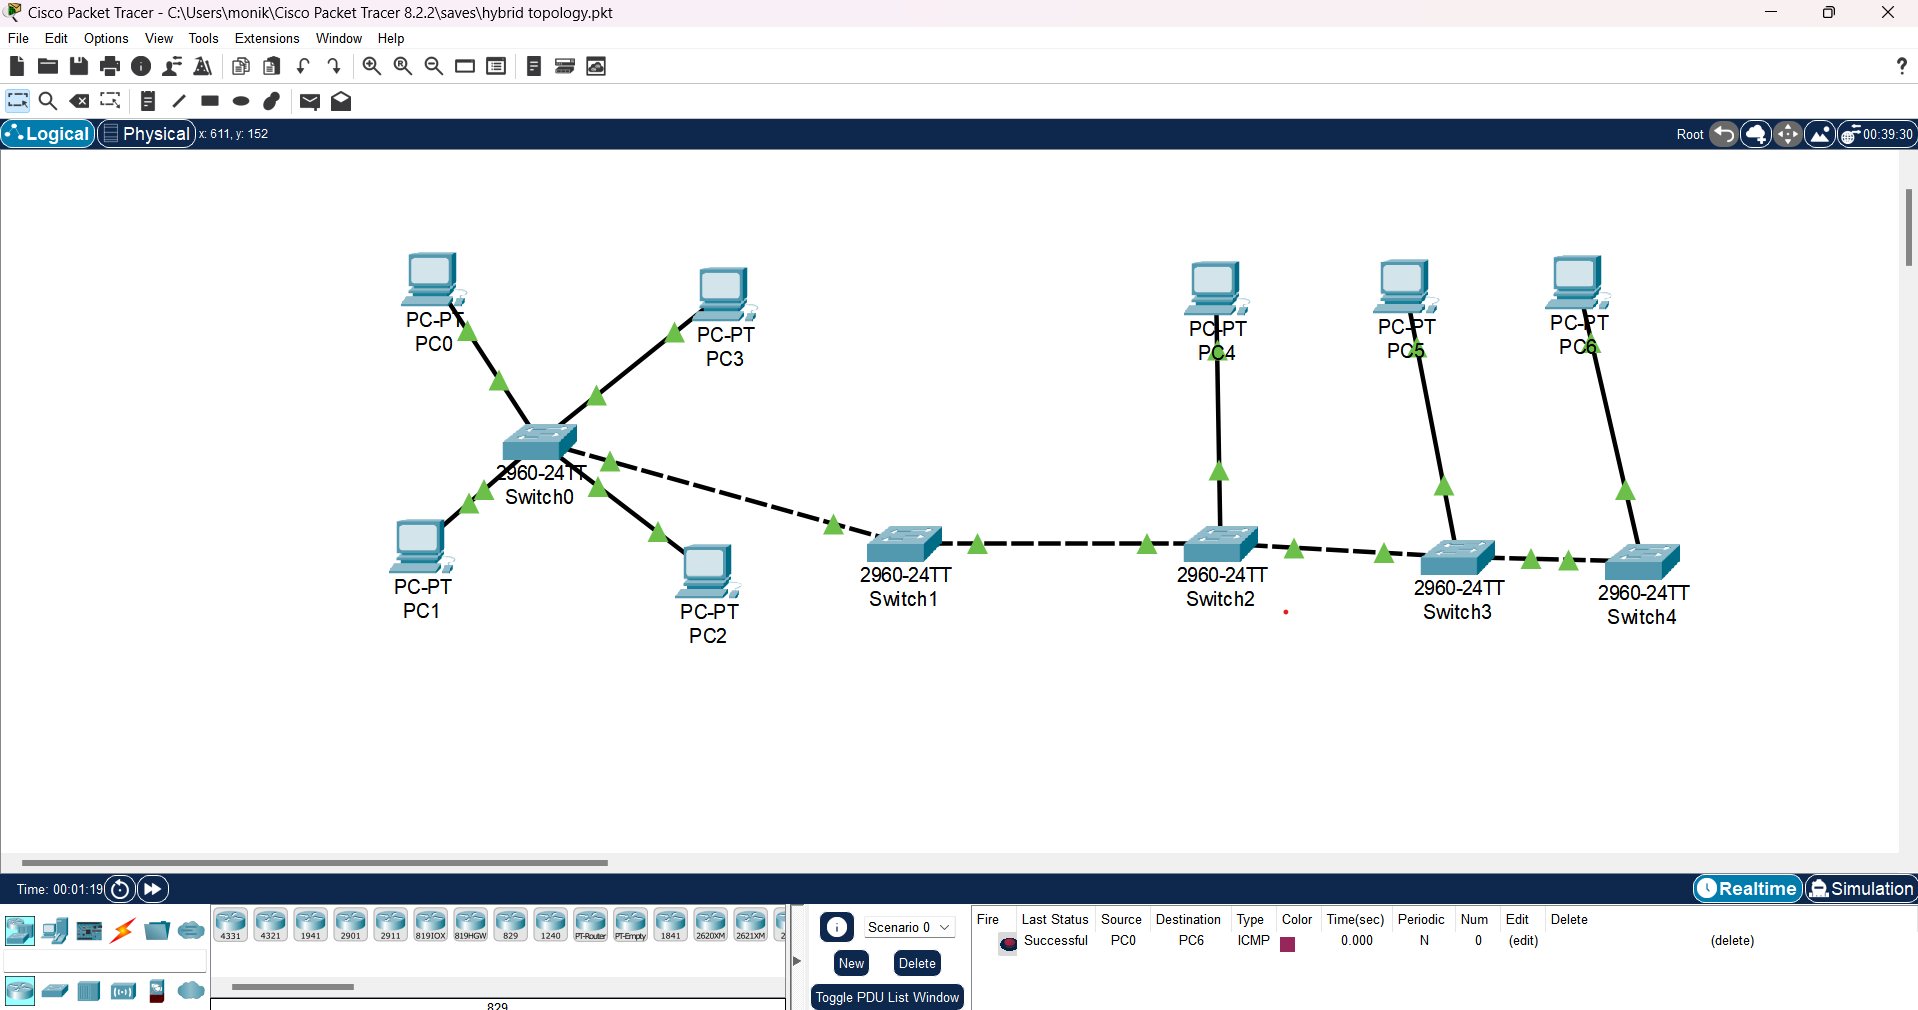 Cisco Packet Tracer - C:\Users\monik\Cisco Packet Tracer 8.2.2\saves\hybrid topology.pkt
File Edit Options View Tools Extensions Window Help
Logical Physical x: 611, y: 152 Root 00:39:30
PC-PT
PC0
PC-PT
PC3
PC-PT
PC4
PC-PT
PC5
PC-PT
PC6
2960-24TT
Switch0
PC-PT
PC1
PC-PT
PC2
2960-24TT
Switch1
2960-24TT
Switch2
2960-24TT
Switch3
2960-24TT
Switch4
Time: 00:01:19 Realtime Simulation
4331 4321 1941 2901 2911 819IOX 819HGW 829 1240 PT-Router PT-Empty 1841 2620XM 2621XM 2
829
Scenario 0
New Delete
Toggle PDU List Window
Fire Last Status Source Destination Type Color Time(sec) Periodic Num Edit Delete
Successful PC0 PC6 ICMP 0.000 N 0 (edit) (delete)